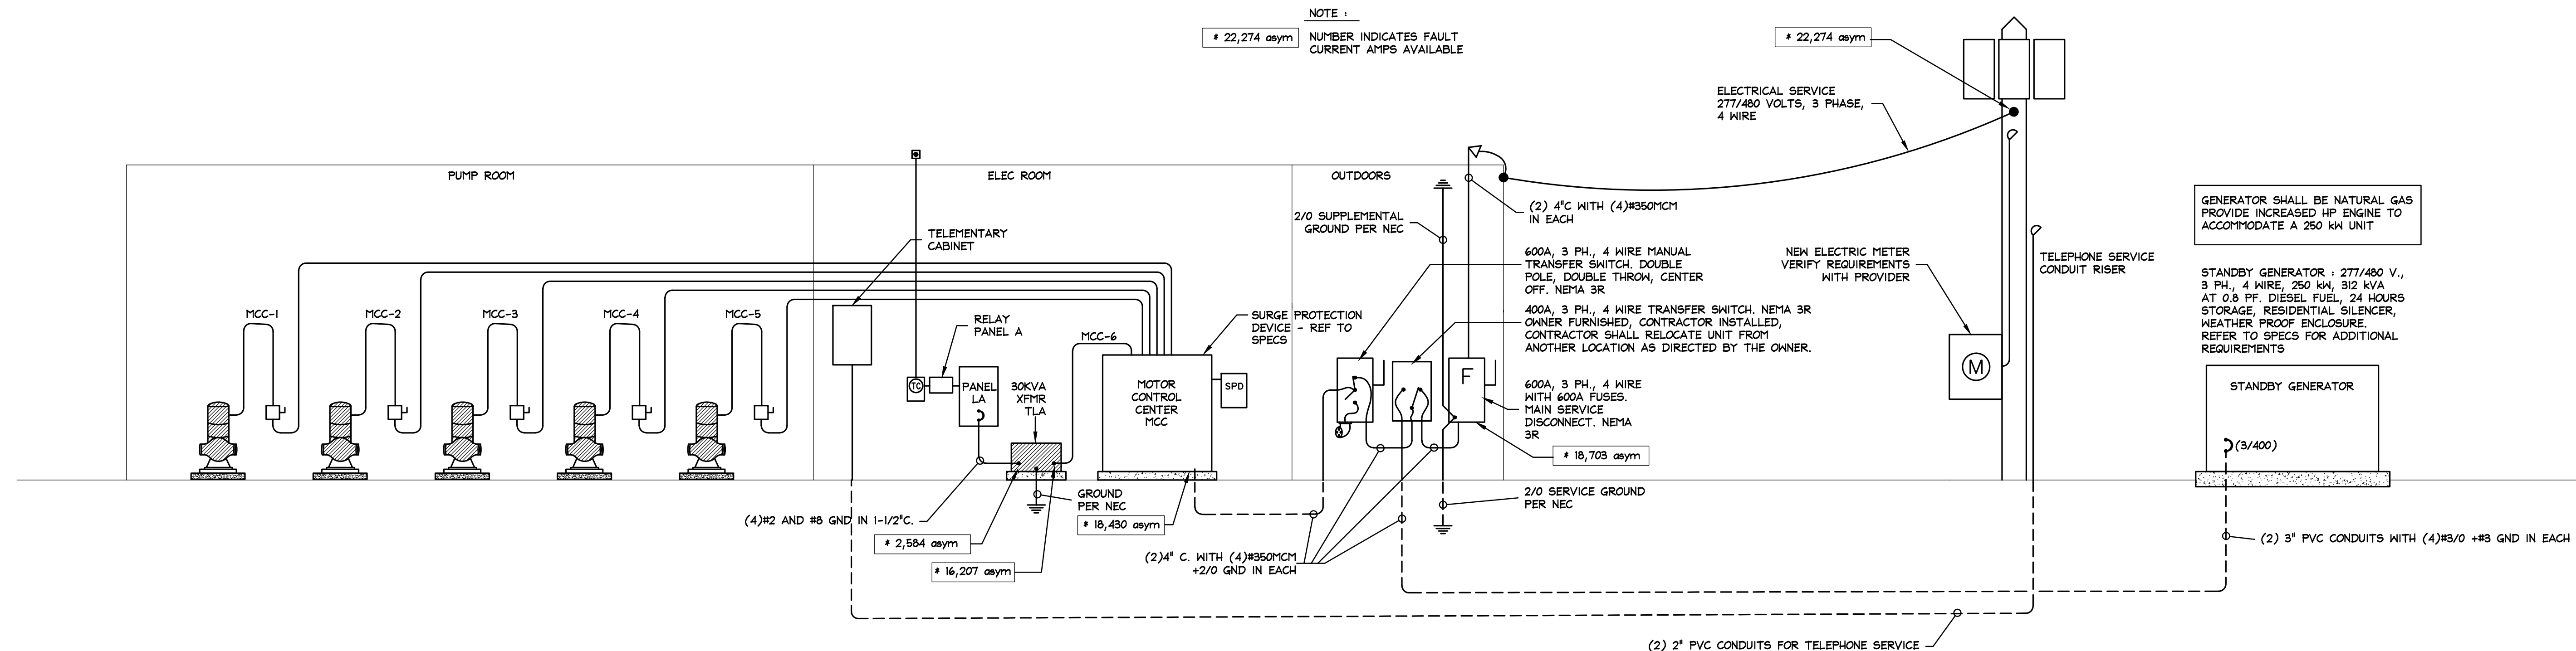 NOTE :
* 22,274 asym
NUMBER INDICATES FAULT
CURRENT AMPS AVAILABLE
* 22,274 asym
ELECTRICAL SERVICE
277/480 VOLTS, 3 PHASE,
4 WIRE
PUMP ROOM
ELEC ROOM
OUTDOORS
(2) 4"C WITH (4)#350MCM
IN EACH
2/0 SUPPLEMENTAL
GROUND PER NEC
TELEMENTARY
CABINET
600A, 3 PH., 4 WIRE MANUAL
TRANSFER SWITCH. DOUBLE
POLE, DOUBLE THROW, CENTER
OFF. NEMA 3R
NEW ELECTRIC METER
VERIFY REQUIREMENTS
WITH PROVIDER
TELEPHONE SERVICE
CONDUIT RISER
GENERATOR SHALL BE NATURAL GAS
PROVIDE INCREASED HP ENGINE TO
ACCOMMODATE A 250 kW UNIT
STANDBY GENERATOR : 277/480 V.,
3 PH., 4 WIRE, 250 kW, 312 kVA
AT 0.8 PF. DIESEL FUEL, 24 HOURS
STORAGE, RESIDENTIAL SILENCER,
WEATHER PROOF ENCLOSURE.
REFER TO SPECS FOR ADDITIONAL
REQUIREMENTS
MCC-1
MCC-2
MCC-3
MCC-4
MCC-5
RELAY
PANEL A
MCC-6
SURGE PROTECTION
DEVICE - REF TO
SPECS
400A, 3 PH., 4 WIRE TRANSFER SWITCH. NEMA 3R
OWNER FURNISHED, CONTRACTOR INSTALLED,
CONTRACTOR SHALL RELOCATE UNIT FROM
ANOTHER LOCATION AS DIRECTED BY THE OWNER.
TC
PANEL
LA
30KVA
XFMR
TLA
MOTOR
CONTROL
CENTER
MCC
SPD
F
600A, 3 PH., 4 WIRE
WITH 600A FUSES.
MAIN SERVICE
DISCONNECT. NEMA
3R
M
STANDBY GENERATOR
(3/400)
* 18,703 asym
GROUND
PER NEC
2/0 SERVICE GROUND
PER NEC
(4)#2 AND #8 GND IN 1-1/2"C.
* 18,430 asym
* 2,584 asym
* 16,207 asym
(2)4" C. WITH (4)#350MCM
+2/0 GND IN EACH
(2) 3" PVC CONDUITS WITH (4)#3/0 +#3 GND IN EACH
(2) 2" PVC CONDUITS FOR TELEPHONE SERVICE